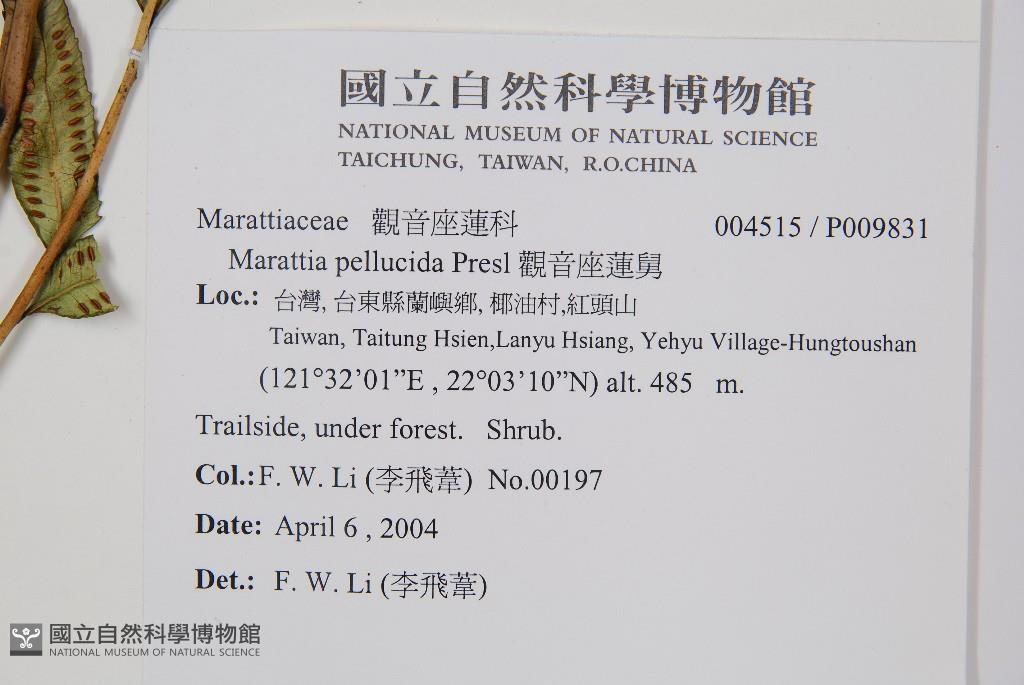 國立自然科學博物館
NATIONAL MUSEUM OF NATURAL SCIENCE
TAICHUNG, TAIWAN, R.O.CHINA
Marattiaceae 觀音座蓮科 004515 / P009831
Marattia pellucida Presl 觀音座蓮舅
Loc.: 台灣, 台東縣蘭嶼鄉, 椰油村,紅頭山
Taiwan, Taitung Hsien,Lanyu Hsiang, Yehyu Village-Hungtoushan
(121°32’01”E , 22°03’10”N) alt. 485 m.
Trailside, under forest. Shrub.
Col.: F. W. Li (李飛葦) No.00197
Date: April 6 , 2004
Det.: F. W. Li (李飛葦)
國立自然科學博物館
NATIONAL MUSEUM OF NATURAL SCIENCE